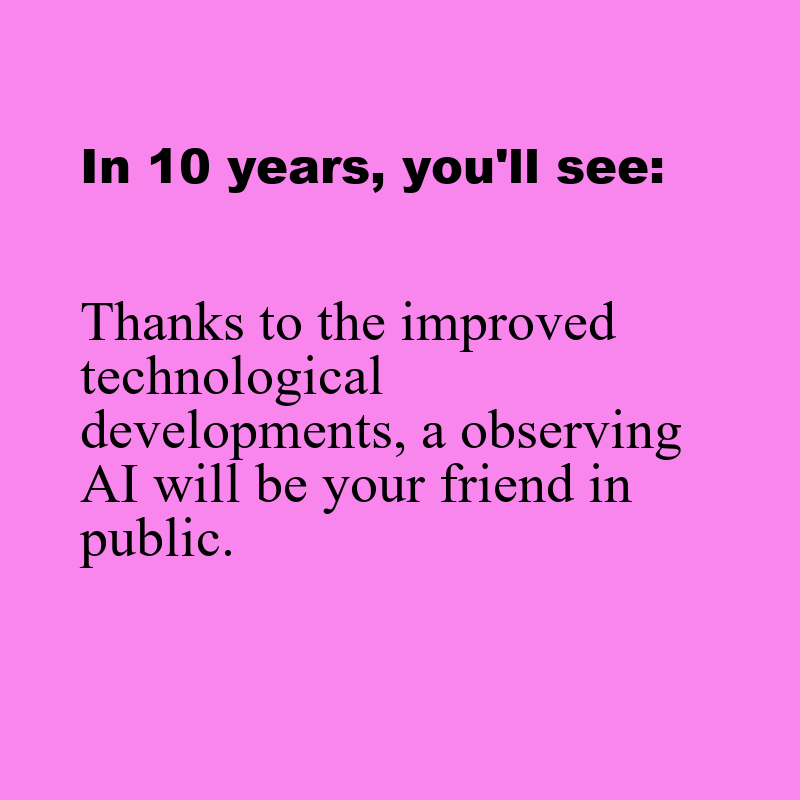 In 10 years, you'll see:
Thanks to the improved
technological
developments, a observing
AI will be your friend in
public.